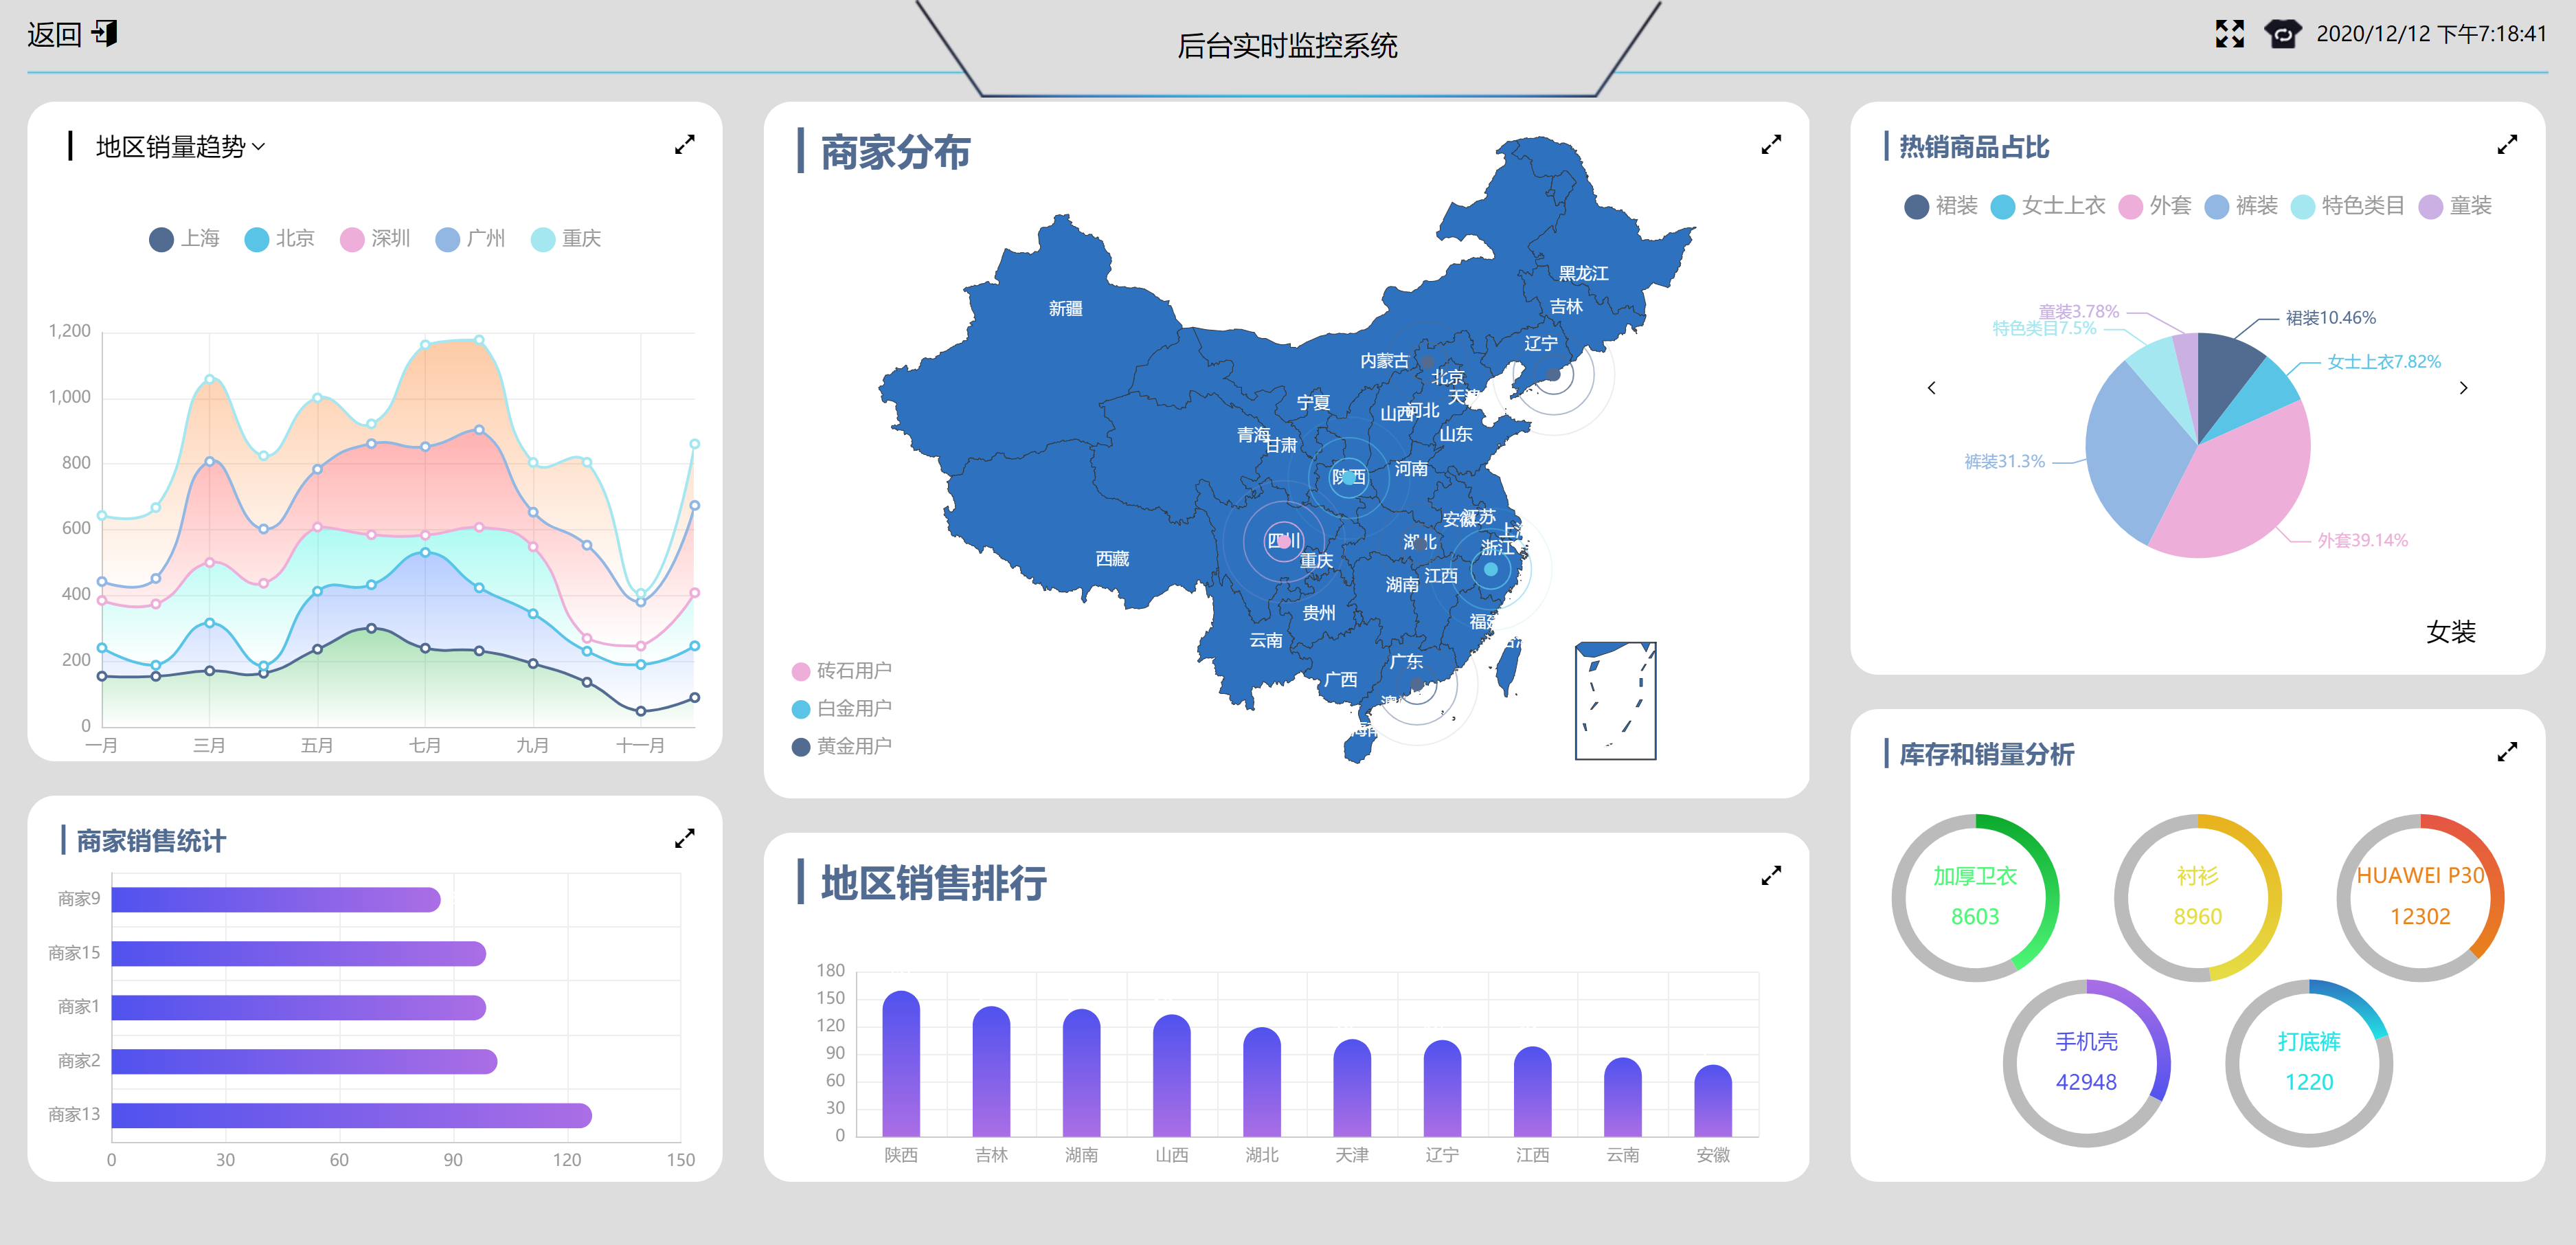 返回
后台实时监控系统
2020/12/12 下午7:18:41
地区销量趋势
上海 北京 深圳 广州 重庆
1,200
1,000
800
600
400
200
0
一月 三月 五月 七月 九月 十一月
商家销售统计
商家9
商家15
商家1
商家2
商家13
0 30 60 90 120 150
商家分布
黑龙江
吉林
新疆
辽宁
内蒙古
北京
天津
宁夏
山西
河北
青海
山东
甘肃
河南
陕西
江苏
安徽
上海
四川
湖北
浙江
西藏
重庆
江西
湖南
贵州
福建
云南
广东
广西
海南
砖石用户
白金用户
黄金用户
地区销售排行
180
150
120
90
60
30
0
陕西 吉林 湖南 山西 湖北 天津 辽宁 江西 云南 安徽
热销商品占比
裙装 女士上衣 外套 裤装 特色类目 童装
童装3.78%
裙装10.46%
特色类目7.5%
女士上衣7.82%
裤装31.3%
外套39.14%
女装
库存和销量分析
加厚卫衣
8603
衬衫
8960
HUAWEI P30
12302
手机壳
42948
打底裤
1220